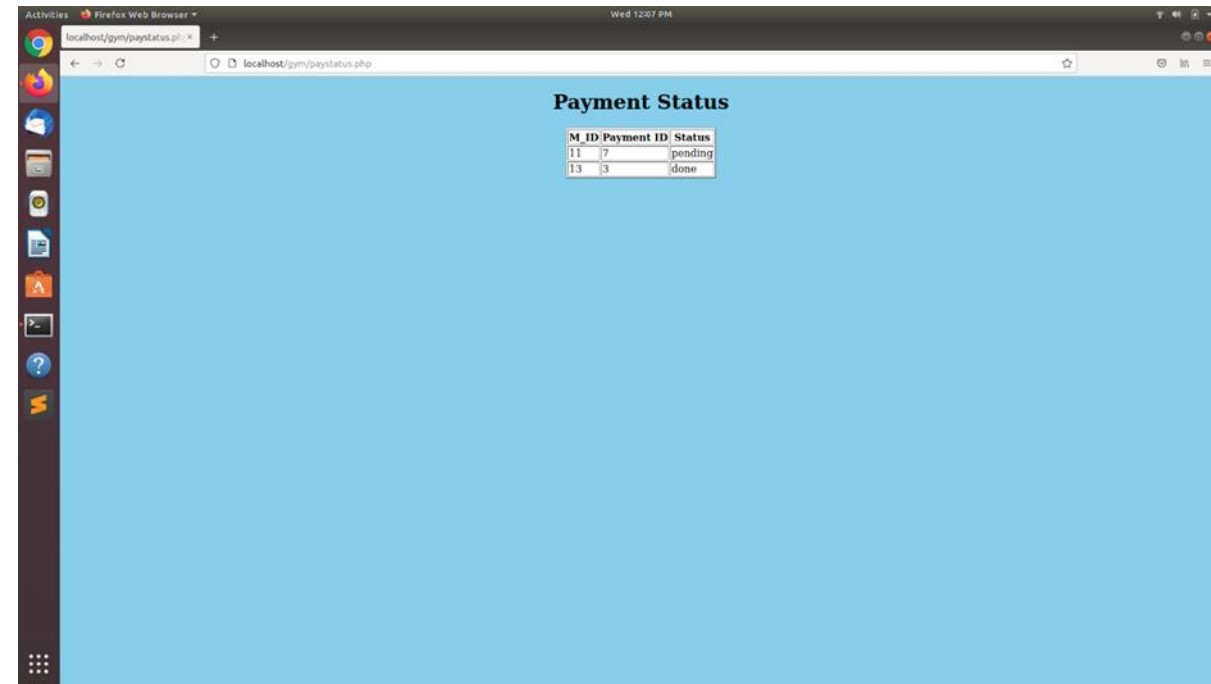 Activities Firefox Web Browser Wed 12:07 PM
localhost/gym/paystatus.ph
localhost/gym/paystatus.php
Payment Status
M_ID Payment ID Status
11 7 pending
13 3 done